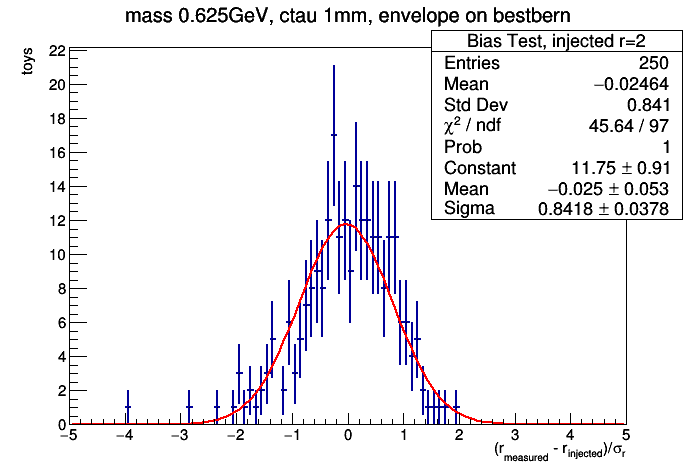 mass 0.625GeV, ctau 1mm, envelope on bestbern
toys
22
20
18
16
14
12
10
8
6
4
2
0
−5 −4 −3 −2 −1 0 1 2 3 4 5
(r_measured - r_injected)/σ_r
Bias Test, injected r=2
Entries 250
Mean −0.02464
Std Dev 0.841
χ² / ndf 45.64 / 97
Prob 1
Constant 11.75 ± 0.91
Mean −0.025 ± 0.053
Sigma 0.8418 ± 0.0378